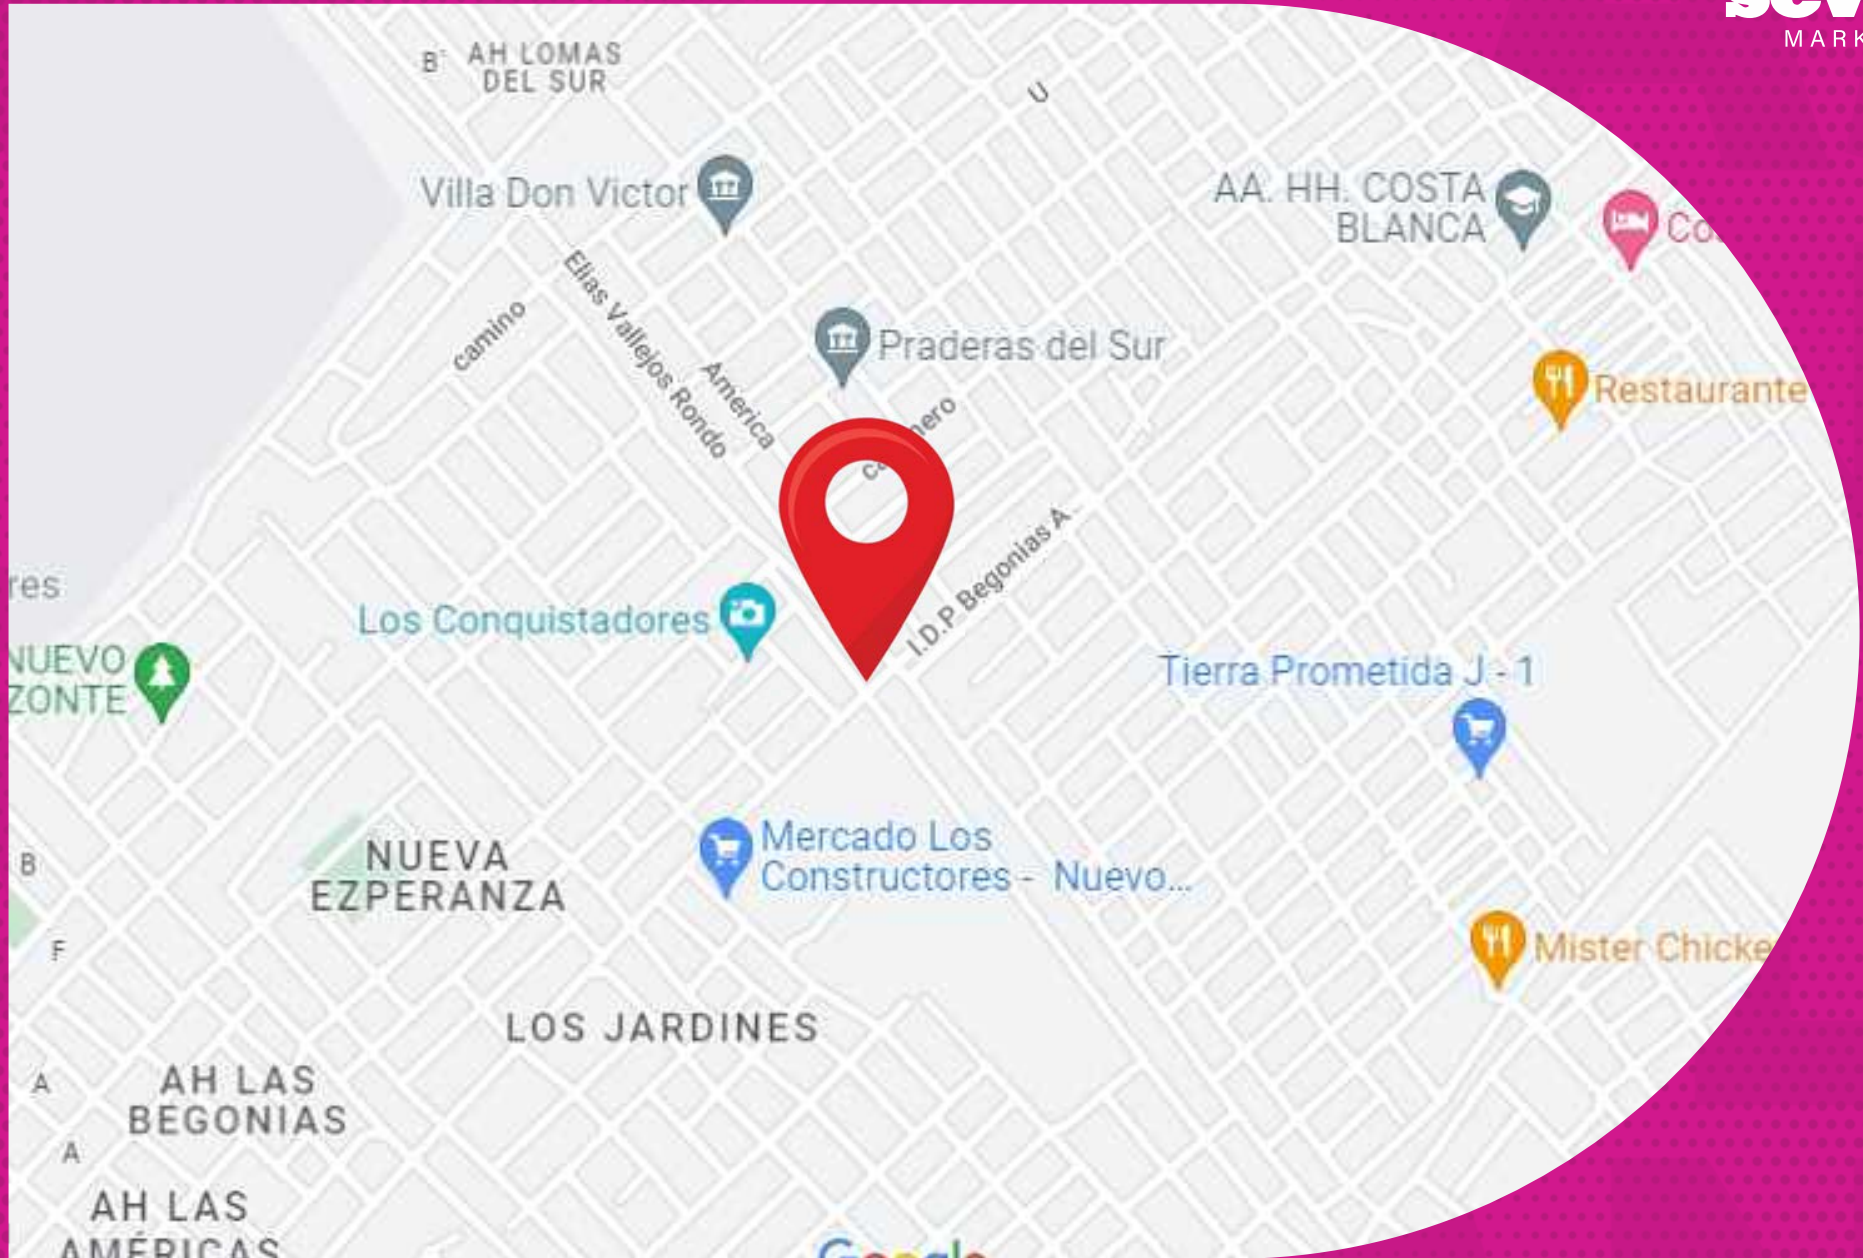 MARK
AH LOMAS
DEL SUR
B
U
Villa Don Victor
AA. HH. COSTA
BLANCA
Elias Vallejos Rondo
camino
America
Praderas del Sur
Restaurante
I.D.P Begonias A
Los Conquistadores
NUEVO
ZONTE
Tierra Prometida J - 1
Mercado Los
Constructores - Nuevo...
NUEVA
EZPERANZA
B
F
Mister Chicke
LOS JARDINES
A
AH LAS
BEGONIAS
A
AH LAS
AMÉRICAS
Google